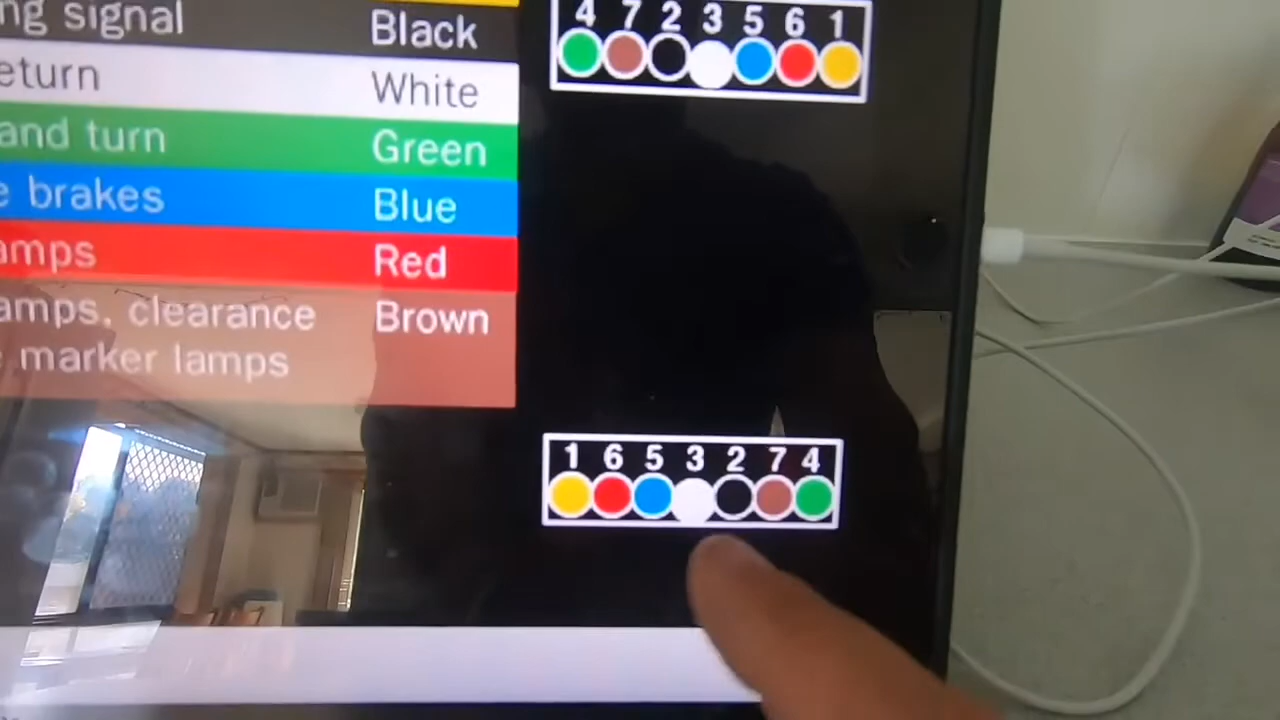 ng signal Black
eturn White
and turn Green
e brakes Blue
amps Red
amps, clearance Brown
marker lamps
4 7 2 3 5 6 1
1 6 5 3 2 7 4